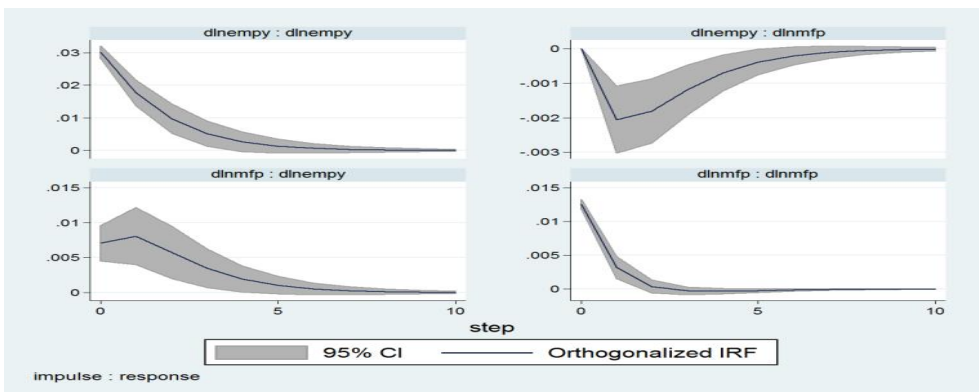 dlnempy : dlnempy
dlnempy : dlnmfp
.03
.02
.01
0
0
-.001
-.002
-.003
dlnmfp : dlnempy
dlnmfp : dlnmfp
.015
.01
.005
0
.015
.01
.005
0
0 5 10
0 5 10
step
95% CI Orthogonalized IRF
impulse : response